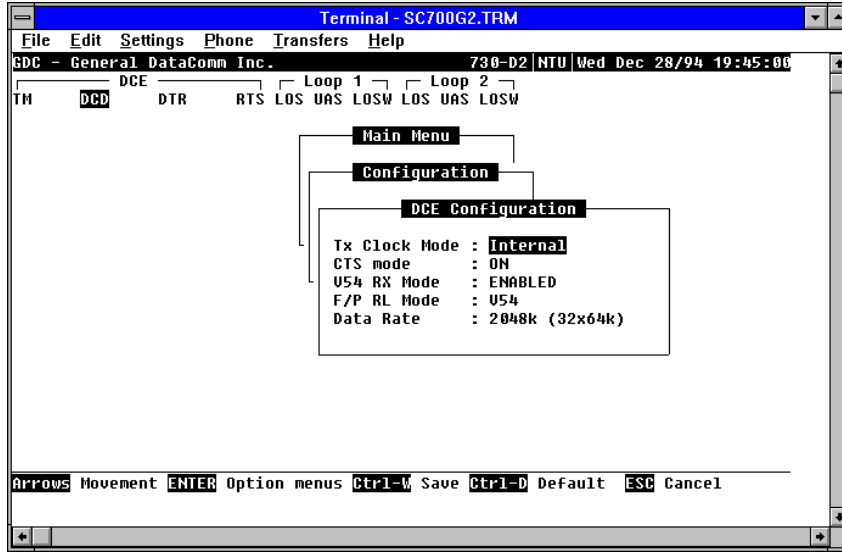 Terminal - SC700G2.TRM
File Edit Settings Phone Transfers Help
GDC - General DataComm Inc. 730-D2|NTU|Wed Dec 28/94 19:45:00
DCE Loop 1 Loop 2
TM DCD DTR RTS LOS UAS LOSW LOS UAS LOSW
Main Menu
Configuration
DCE Configuration
Tx Clock Mode : Internal
CTS mode : ON
V54 RX Mode : ENABLED
F/P RL Mode : V54
Data Rate : 2048k (32x64k)
Arrows Movement ENTER Option menus Ctrl-W Save Ctrl-D Default ESC Cancel